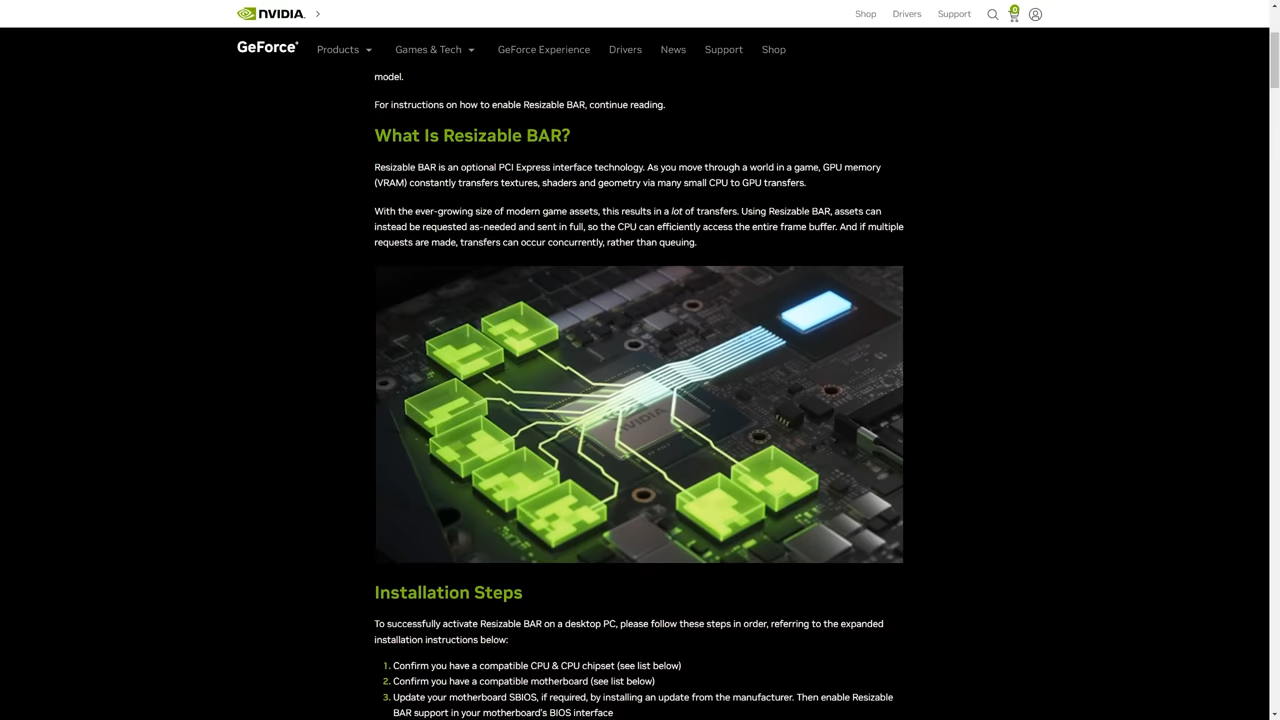 NVIDIA.
Shop
Drivers
Support
0
GeForce®
Products
Games & Tech
GeForce Experience
Drivers
News
Support
Shop
model.
For instructions on how to enable Resizable BAR, continue reading.
What Is Resizable BAR?
Resizable BAR is an optional PCI Express interface technology. As you move through a world in a game, GPU memory
(VRAM) constantly transfers textures, shaders and geometry via many small CPU to GPU transfers.
With the ever-growing size of modern game assets, this results in a lot of transfers. Using Resizable BAR, assets can
instead be requested as-needed and sent in full, so the CPU can efficiently access the entire frame buffer. And if multiple
requests are made, transfers can occur concurrently, rather than queuing.
NVIDIA
Installation Steps
To successfully activate Resizable BAR on a desktop PC, please follow these steps in order, referring to the expanded
installation instructions below:
1. Confirm you have a compatible CPU & CPU chipset (see list below)
2. Confirm you have a compatible motherboard (see list below)
3. Update your motherboard SBIOS, if required, by installing an update from the manufacturer. Then enable Resizable
BAR support in your motherboard's BIOS interface